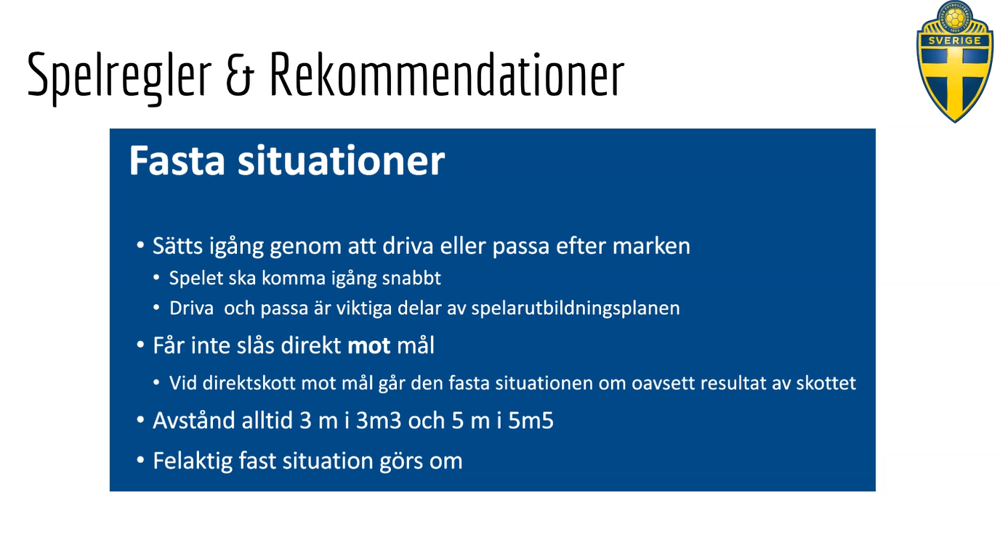 SVERIGE
Spelregler & Rekommendationer
Fasta situationer
• Sätts igång genom att driva eller passa efter marken
• Spelet ska komma igång snabbt
• Driva  och passa är viktiga delar av spelarutbildningsplanen
• Får inte slås direkt mot mål
• Vid direktskott mot mål går den fasta situationen om oavsett resultat av skottet
• Avstånd alltid 3 m i 3m3 och 5 m i 5m5
• Felaktig fast situation görs om